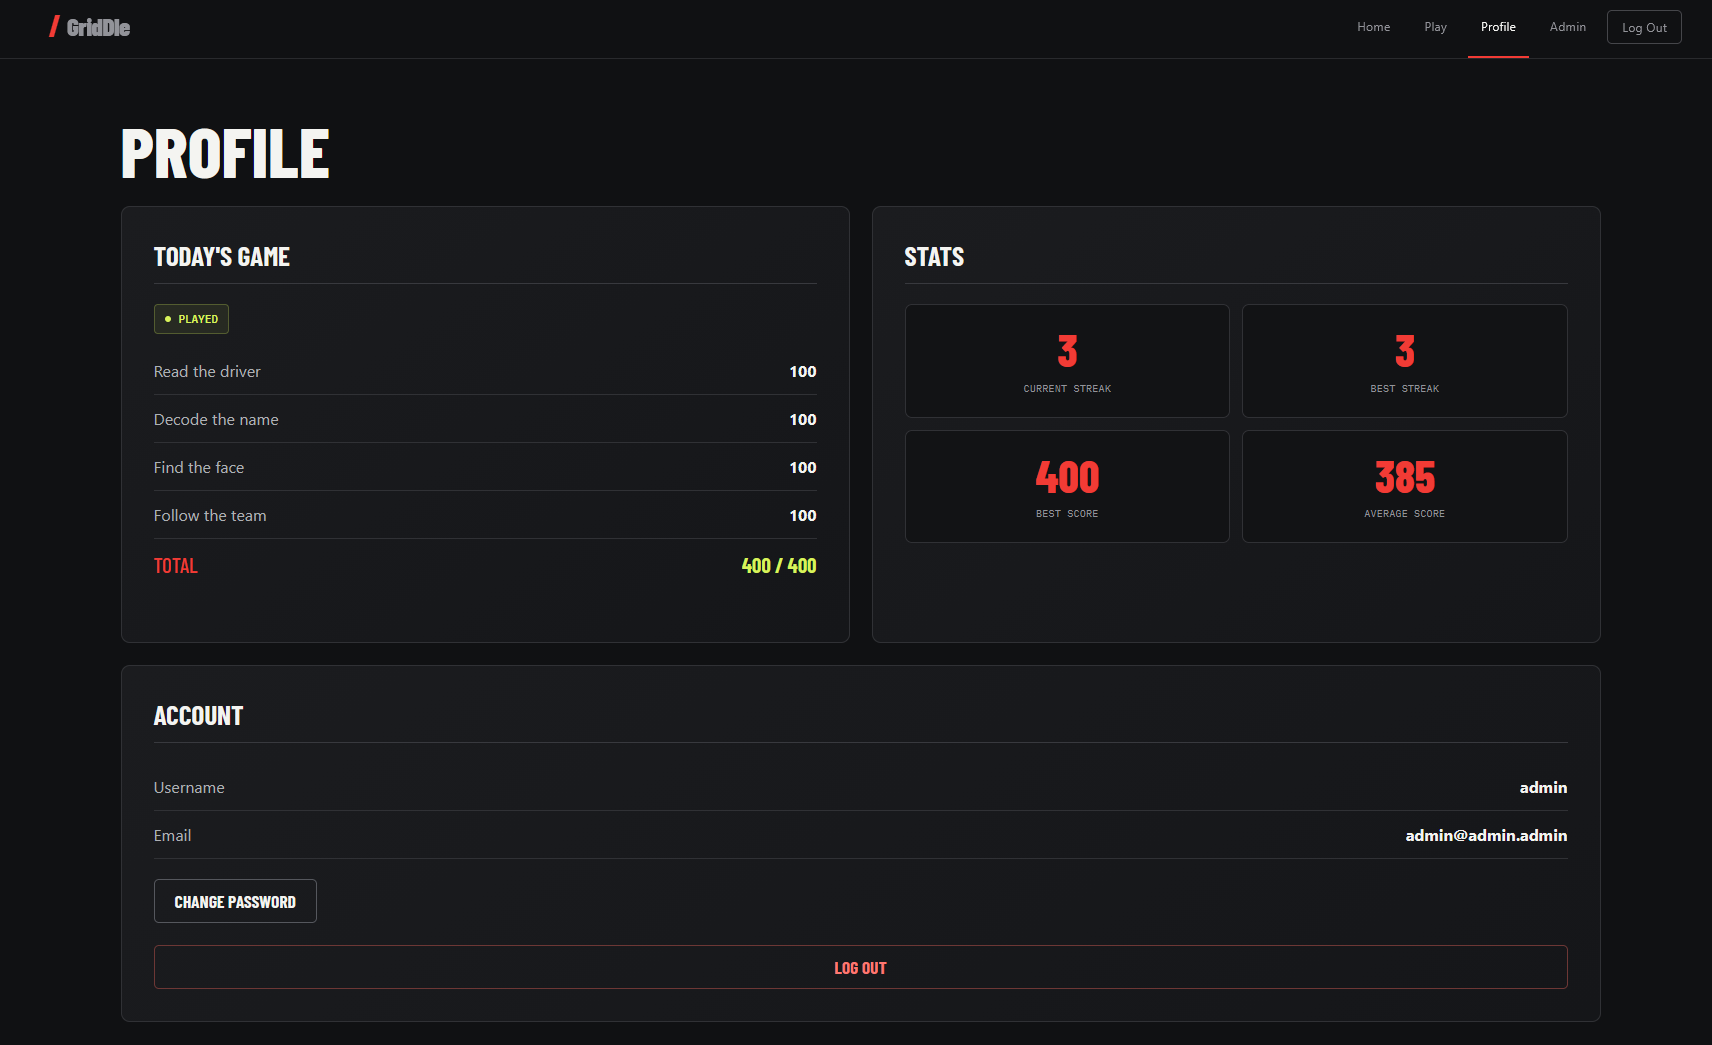 / GridDle
Home
Play
Profile
Admin
Log Out
PROFILE
TODAY'S GAME
PLAYED
Read the driver 100
Decode the name 100
Find the face 100
Follow the team 100
TOTAL 400 / 400
STATS
3
CURRENT STREAK
3
BEST STREAK
400
BEST SCORE
385
AVERAGE SCORE
ACCOUNT
Username admin
Email admin@admin.admin
CHANGE PASSWORD
LOG OUT